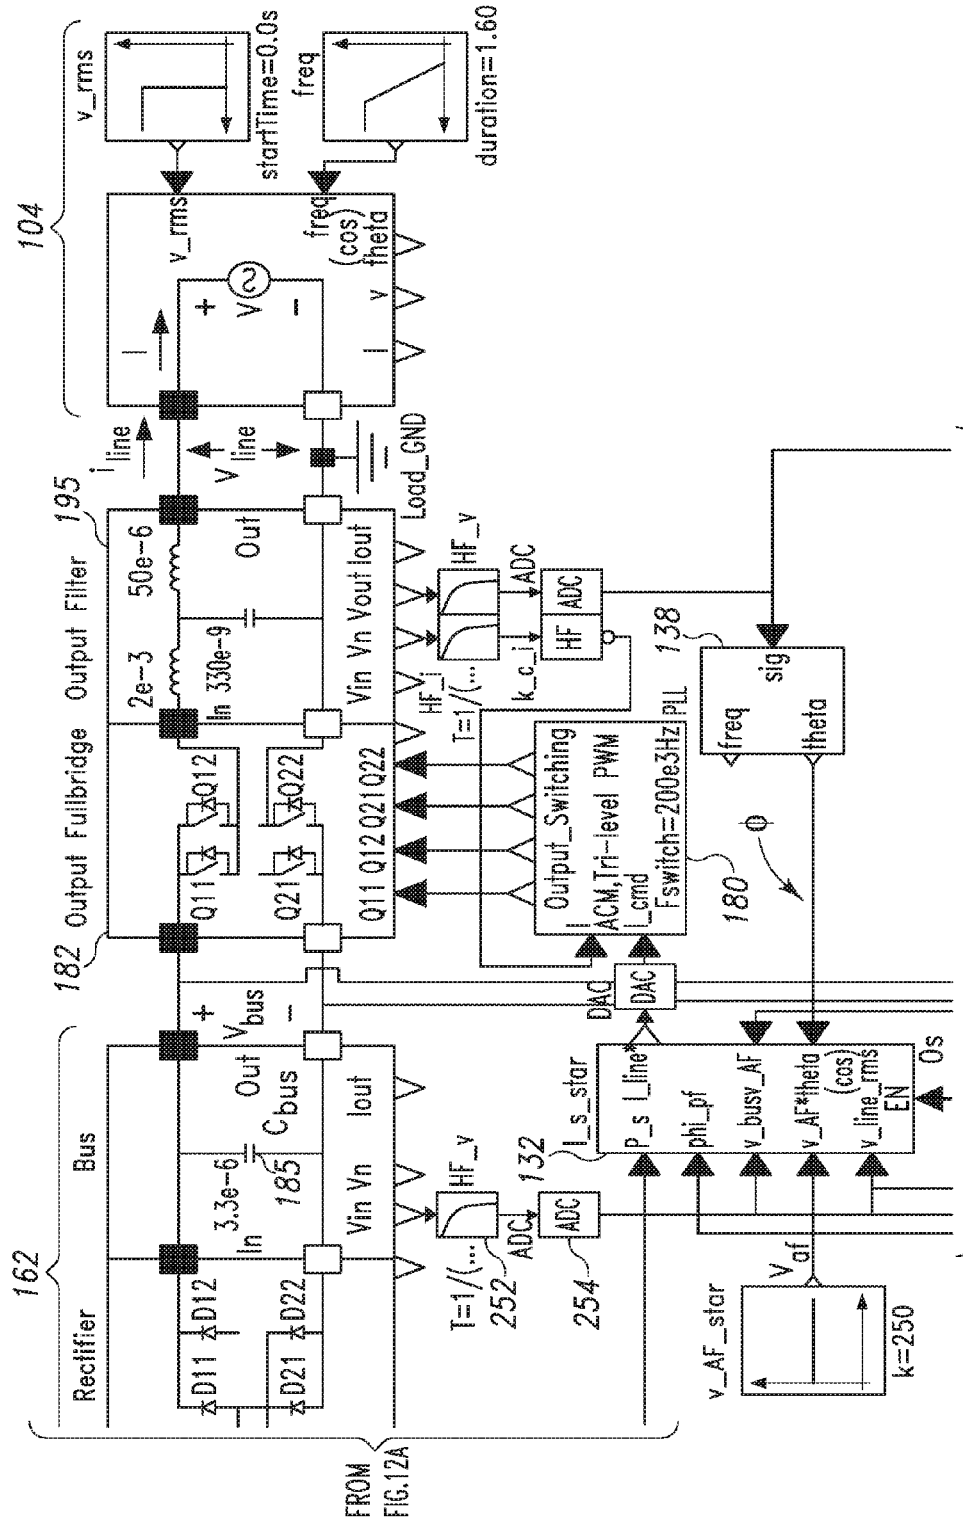 162
182
195
104
Rectifier
Bus
Output Fullbridge
Output Filter
v_rms
D11
D12
D21
D22
3.3e-6
In
Out
C bus
185
+
V bus
-
Q11
Q12
Q21
Q22
2e-3
50e-6
In
330e-9
Out
i line
V line
I
+
V
-
v_rms
freq
(cos)
theta
startTime=0.0s
freq
duration=1.60
Vin
Vn
Iout
Q11
Q12
Q21
Q22
Vin
Vn
Vout
Iout
Load_GND
I
v
FROM
FIG.12A
T=1/(...
HF_v
252
ADC
ADC
254
HF_i
T=1/(...
HF_v
k_c_i
ADC
HF
ADC
Output_Switching
I
ACM,Tri-level PWM
I_cmd
Fswitch=200e3Hz
180
PLL
138
sig
freq
theta
Φ
DAC
DAC
132
I_s_star
P_s
I_line*
phi_pf
v_busv_AF
v_AF*theta
(cos)
v_line_rms
EN
Os
v_AF_star
V af
k=250